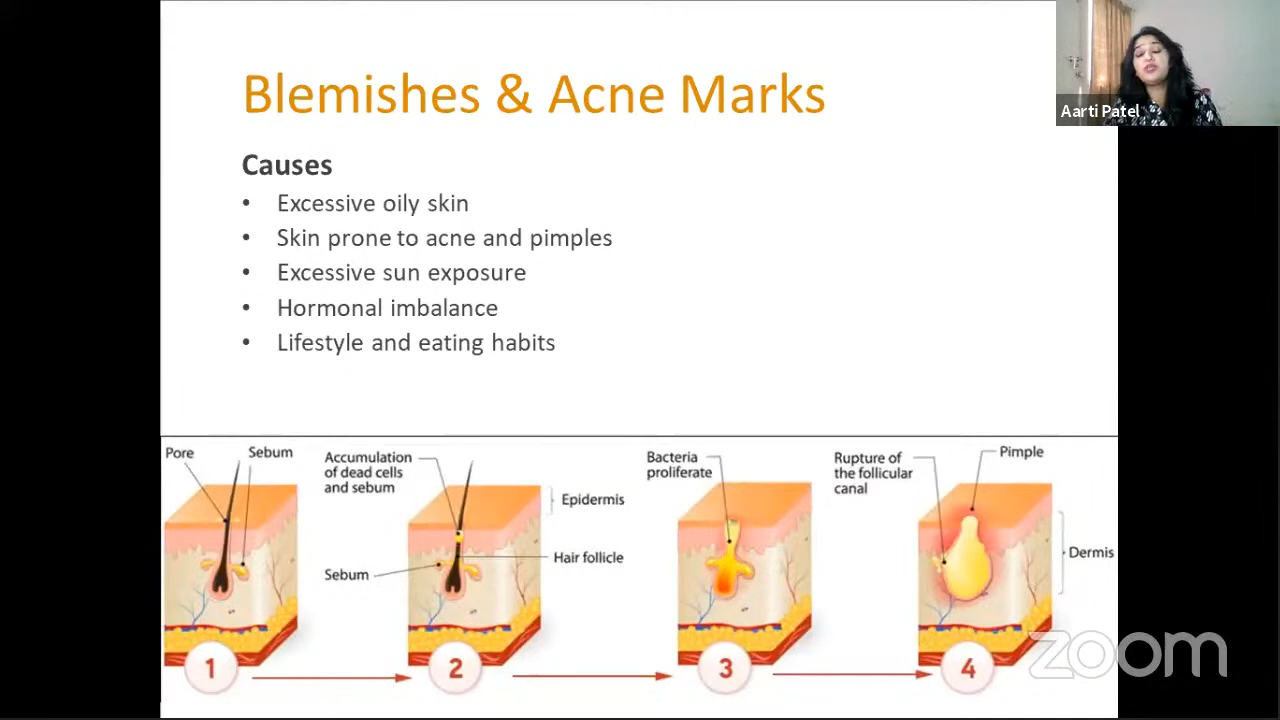 Blemishes & Acne Marks
Aarti Patel
Causes
• Excessive oily skin
• Skin prone to acne and pimples
• Excessive sun exposure
• Hormonal imbalance
• Lifestyle and eating habits
Pore
Sebum
Accumulation
of dead cells
and sebum
Epidermis
Hair follicle
Sebum
Bacteria
proliferate
Rupture of
the follicular
canal
Pimple
Dermis
1
2
3
4
zoom